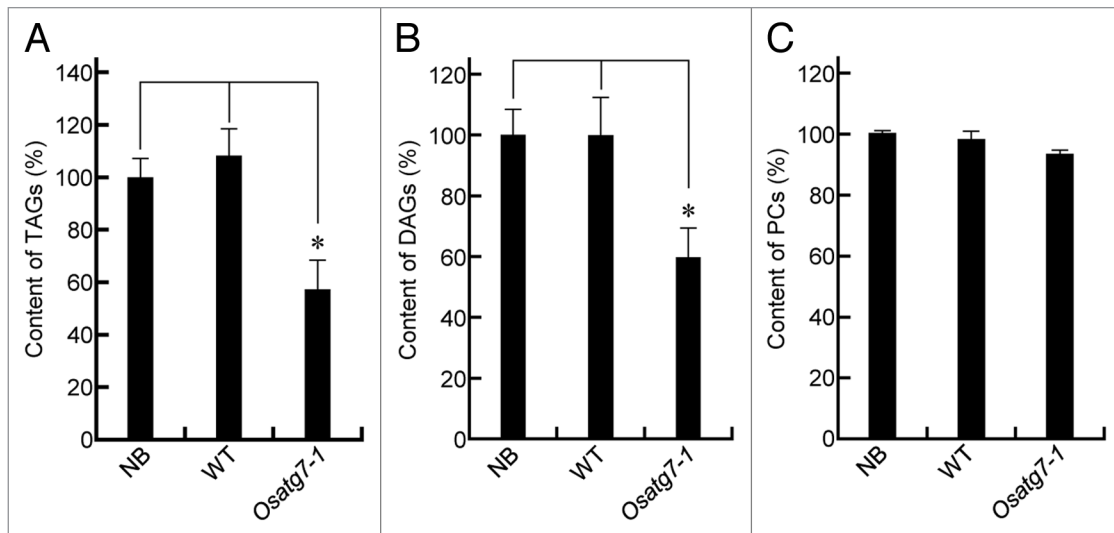 A
Content of TAGs (%)
140
120
100
80
60
40
20
0
*
NB
WT
Osatg7-1
B
Content of DAGs (%)
120
100
80
60
40
20
0
*
NB
WT
Osatg7-1
C
Content of PCs (%)
120
100
80
60
40
20
0
NB
WT
Osatg7-1